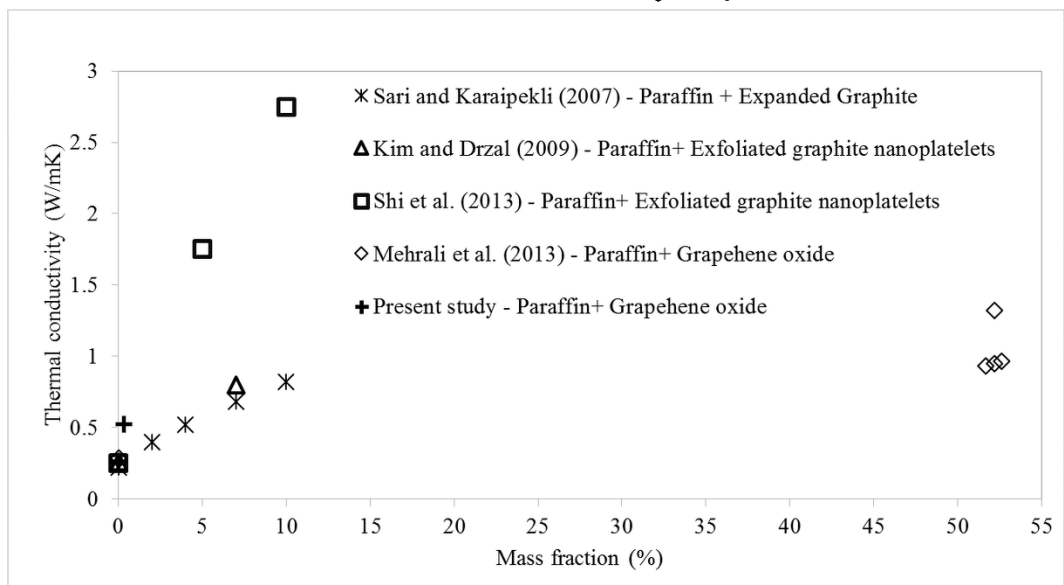 3
2.5
2
1.5
1
0.5
0
Thermal conductivity (W/mK)
Sari and Karaipekli (2007) - Paraffin + Expanded Graphite
Kim and Drzal (2009) - Paraffin+ Exfoliated graphite nanoplatelets
Shi et al. (2013) - Paraffin+ Exfoliated graphite nanoplatelets
Mehrali et al. (2013) - Paraffin+ Grapehene oxide
Present study - Paraffin+ Grapehene oxide
0 5 10 15 20 25 30 35 40 45 50 55
Mass fraction (%)